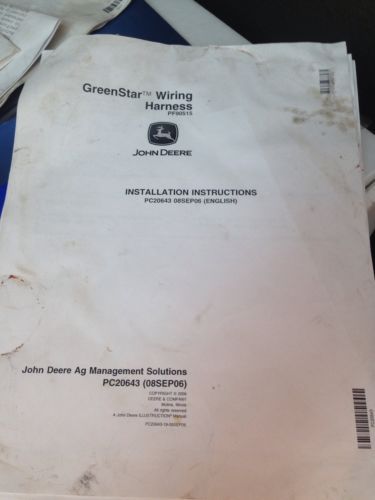 GreenStar™ Wiring
Harness
PF90515
JOHN DEERE
INSTALLATION INSTRUCTIONS
PC20643 08SEP06 (ENGLISH)
John Deere Ag Management Solutions
PC20643 (08SEP06)
COPYRIGHT © 2006
DEERE & COMPANY
Moline, Illinois
All rights reserved
A John Deere ILLUSTRUCTION® Manual
PC20643-19-08SEP06
PC20643